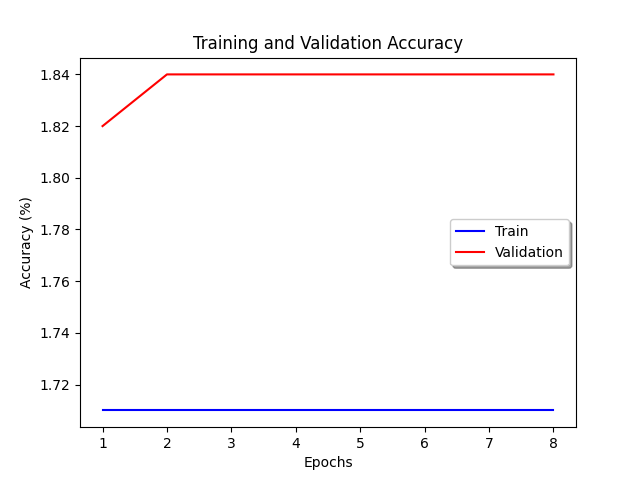 Training and Validation Accuracy
1.84
1.82
1.80
1.78
1.76
1.74
1.72
Accuracy (%)
Train
Validation
1 2 3 4 5 6 7 8
Epochs